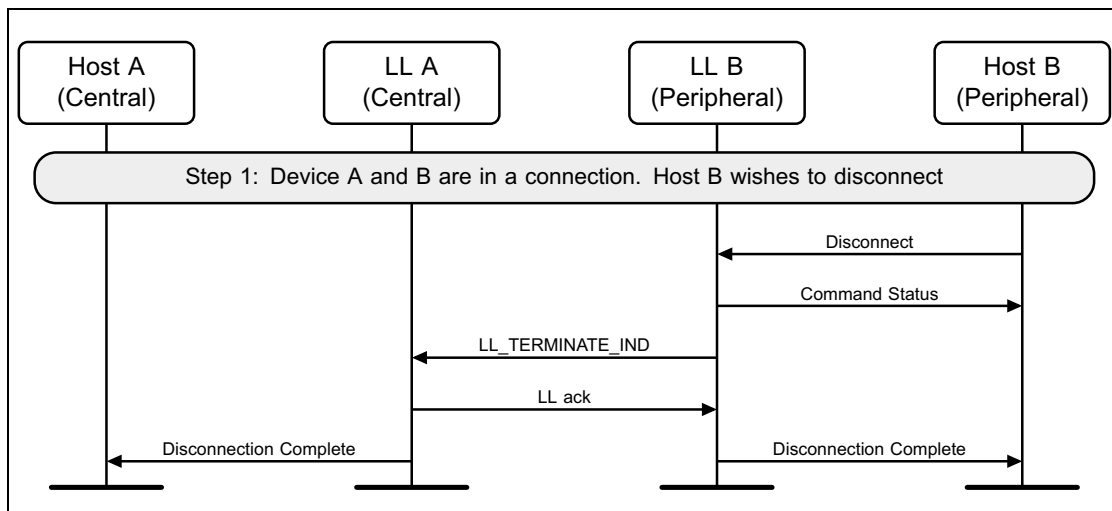 Host A
(Central)
LL A
(Central)
LL B
(Peripheral)
Host B
(Peripheral)
Step 1: Device A and B are in a connection. Host B wishes to disconnect
Disconnect
Command Status
LL_TERMINATE_IND
LL ack
Disconnection Complete
Disconnection Complete